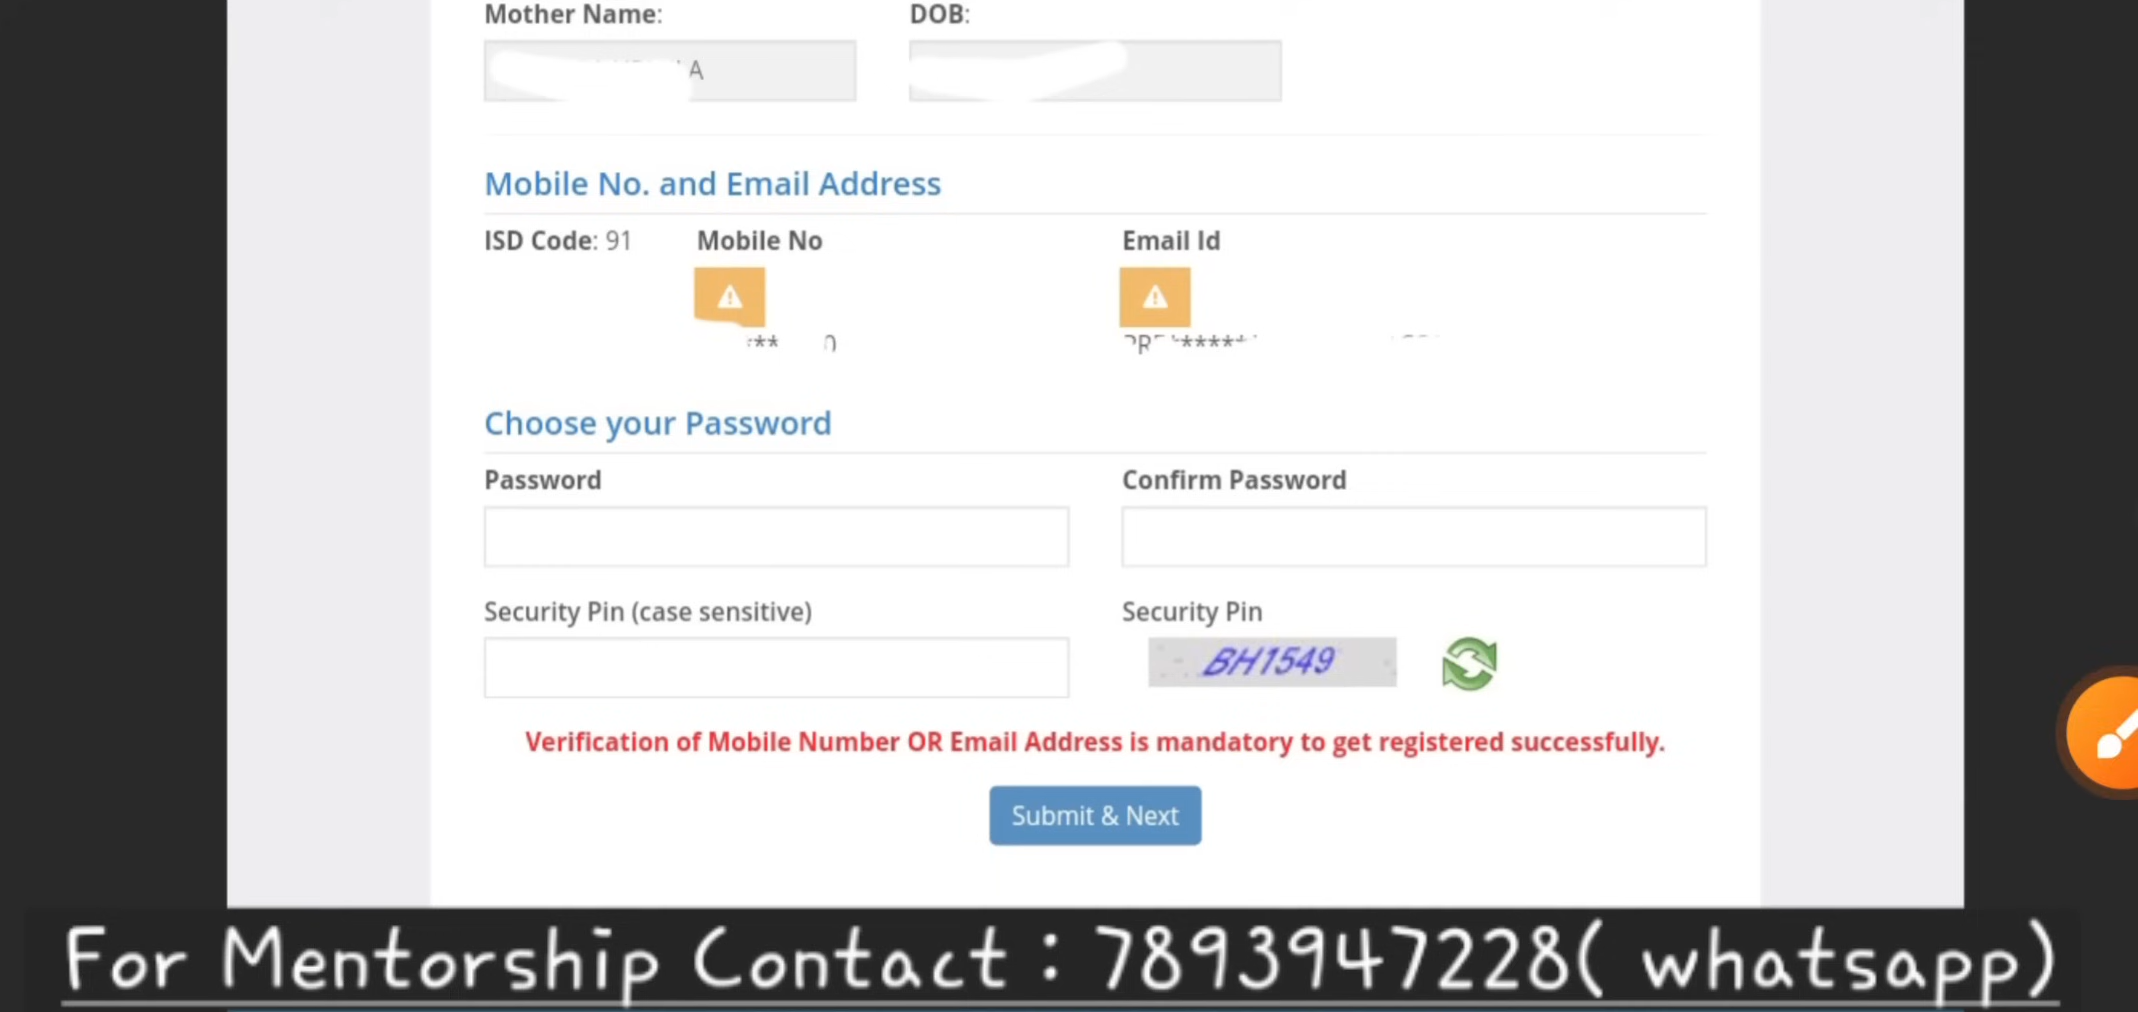 Mother Name: DOB:
A
Mobile No. and Email Address
ISD Code: 91 Mobile No Email Id
** 0 PR ******
Choose your Password
Password Confirm Password
Security Pin (case sensitive) Security Pin
BH1549
Verification of Mobile Number OR Email Address is mandatory to get registered successfully.
Submit & Next
For Mentorship Contact : 7893947228( whatsapp)